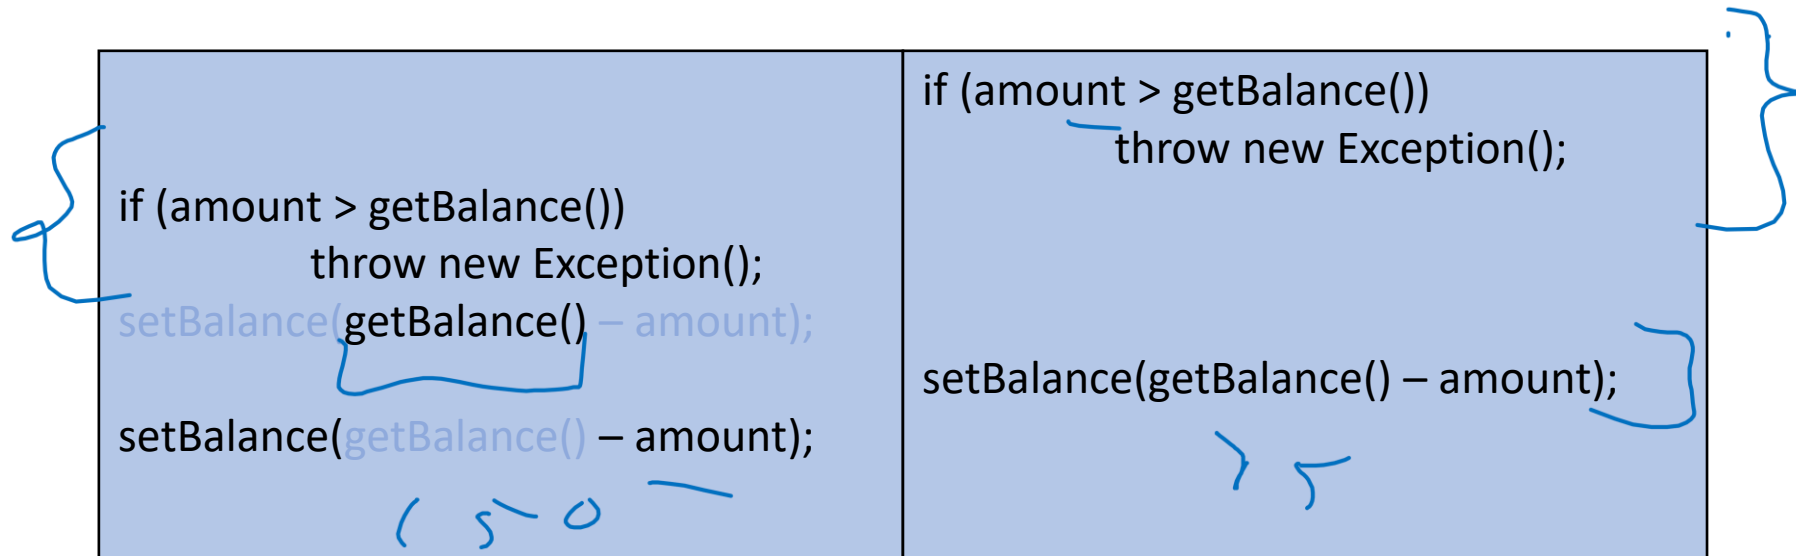 if (amount > getBalance())
throw new Exception();
setBalance(getBalance() – amount);
setBalance(getBalance() – amount);
150
if (amount > getBalance())
throw new Exception();
setBalance(getBalance() – amount);